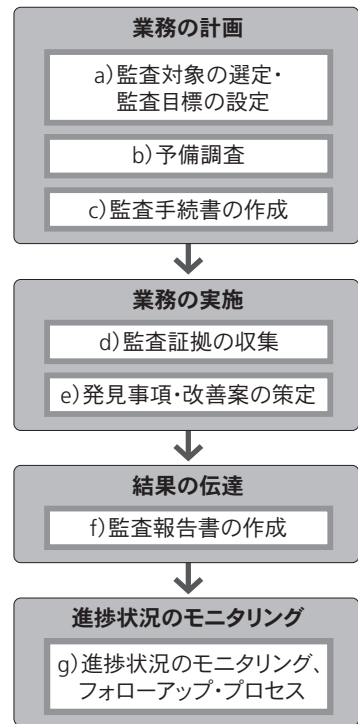 業務の計画
a)監査対象の選定・
監査目標の設定
b)予備調査
c)監査手続書の作成
業務の実施
d)監査証拠の収集
e)発見事項・改善案の策定
結果の伝達
f)監査報告書の作成
進捗状況のモニタリング
g)進捗状況のモニタリング、
フォローアップ・プロセス